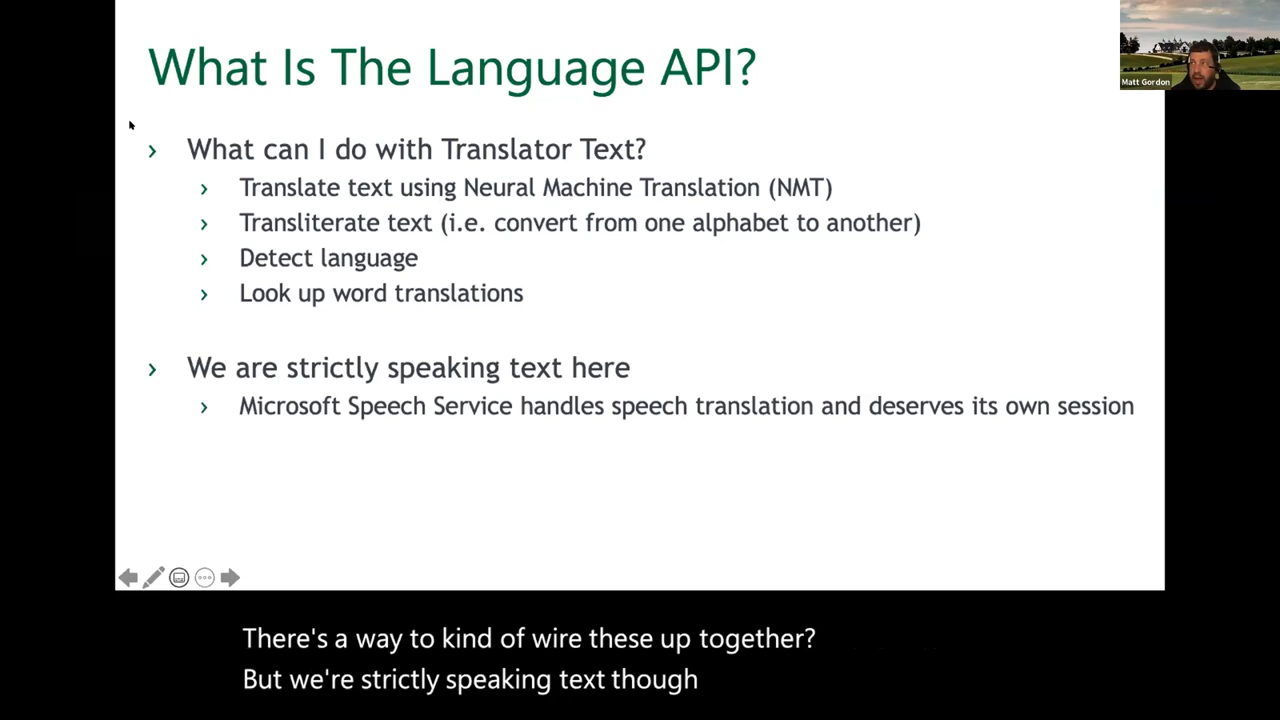 What Is The Language API?
Matt Gordon
› What can I do with Translator Text?
› Translate text using Neural Machine Translation (NMT)
› Transliterate text (i.e. convert from one alphabet to another)
› Detect language
› Look up word translations
› We are strictly speaking text here
› Microsoft Speech Service handles speech translation and deserves its own session
There's a way to kind of wire these up together?
But we're strictly speaking text though